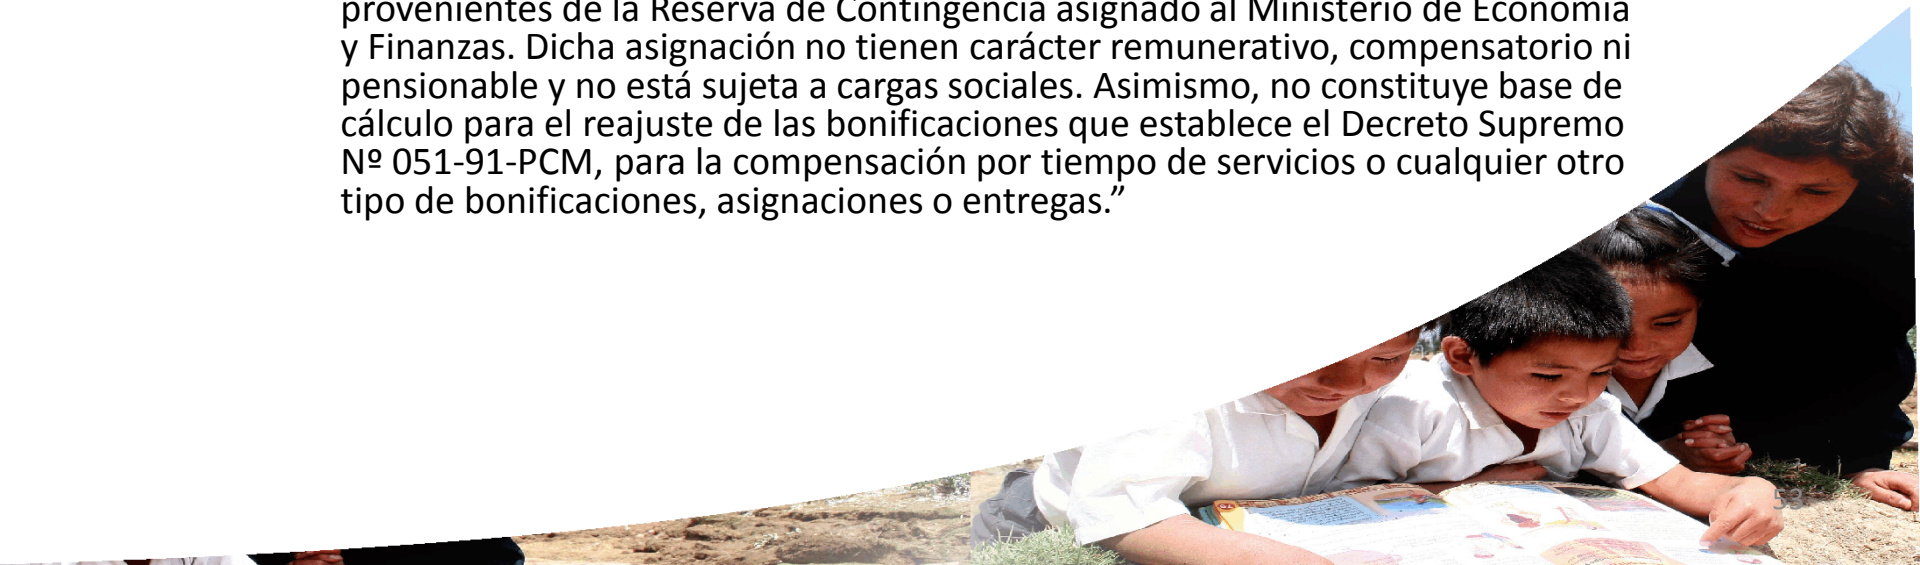 provenientes de la Reserva de Contingencia asignado al Ministerio de Economía
y Finanzas. Dicha asignación no tienen carácter remunerativo, compensatorio ni
pensionable y no está sujeta a cargas sociales. Asimismo, no constituye base de
cálculo para el reajuste de las bonificaciones que establece el Decreto Supremo
Nº 051-91-PCM, para la compensación por tiempo de servicios o cualquier otro
tipo de bonificaciones, asignaciones o entregas.”
53